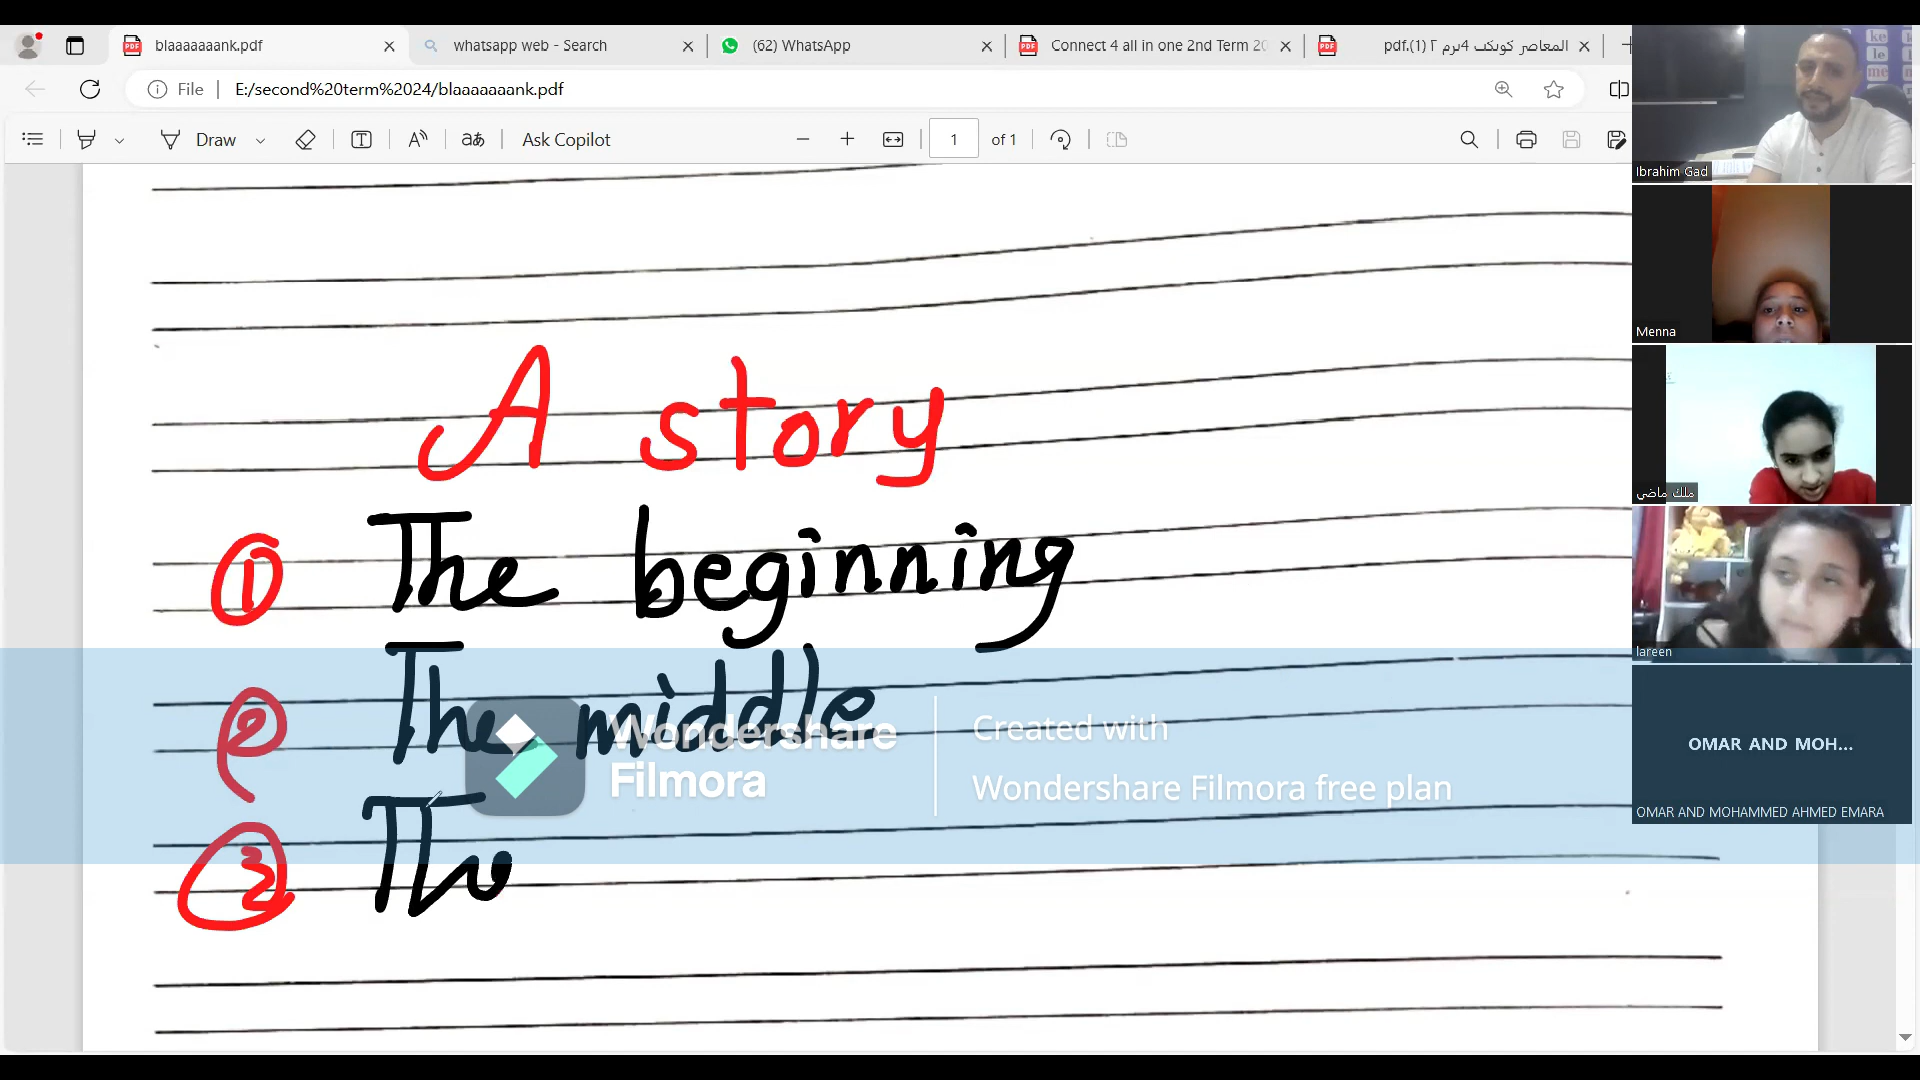 blaaaaaaank.pdf
whatsapp web - Search
(62) WhatsApp
Connect 4 all in one 2nd Term 20
المعاصر كونكت 4 ترم ٢ (1).pdf
File
E:/second%20term%2024/blaaaaaaank.pdf
Draw
Ask Copilot
1 of 1
A story
① The beginning
② The middle
③ The
Wondershare
Filmora
Created with
Wondershare Filmora free plan
Ibrahim Gad
Menna
ملك ماضي
lareen
OMAR AND MOH...
OMAR AND MOHAMMED AHMED EMARA